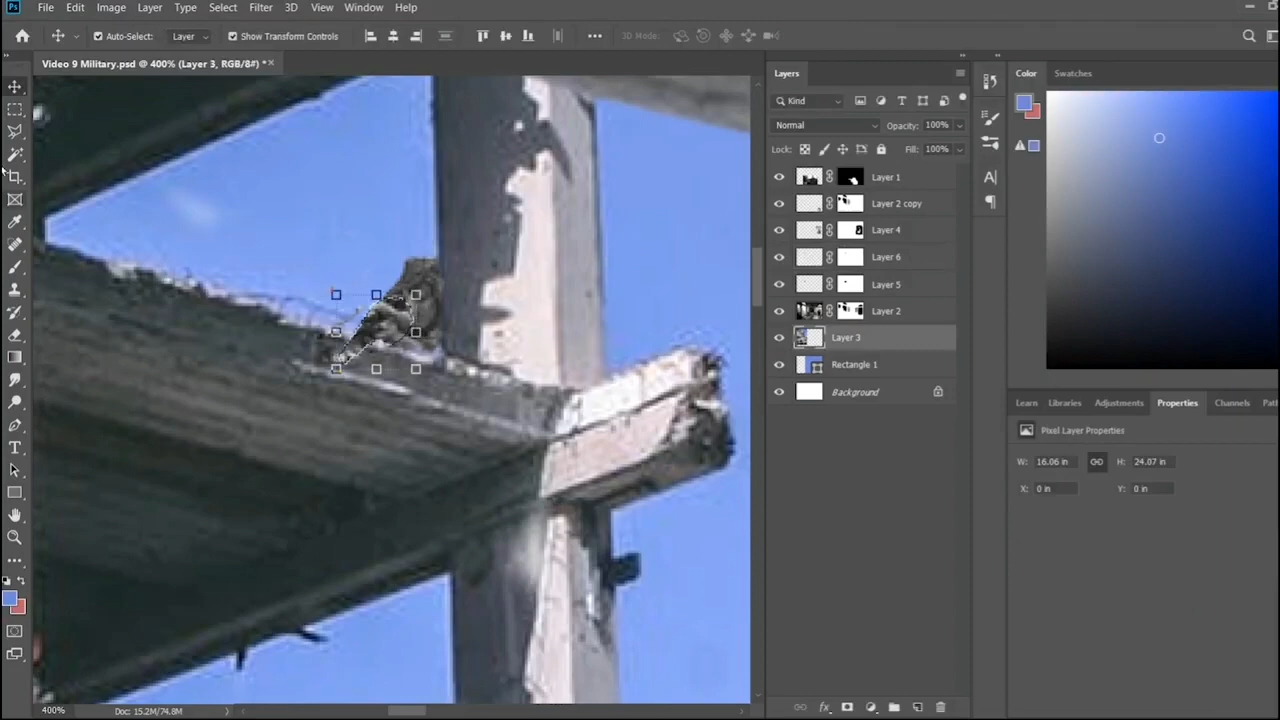 Ps File Edit Image Layer Type Select Filter 3D View Window Help
Auto-Select: Layer Show Transform Controls 3D Mode:
Video 9 Military.psd @ 400% (Layer 3, RGB/8#) *
Layers
Kind
Normal Opacity: 100%
Lock: Fill: 100%
Layer 1
Layer 2 copy
Layer 4
Layer 6
Layer 5
Layer 2
Layer 3
Rectangle 1
Background
Color Swatches
Learn Libraries Adjustments Properties Channels
Pixel Layer Properties
W: 16.06 in H: 24.07 in
X: 0 in Y: 0 in
400% Doc: 15.2M/74.8M